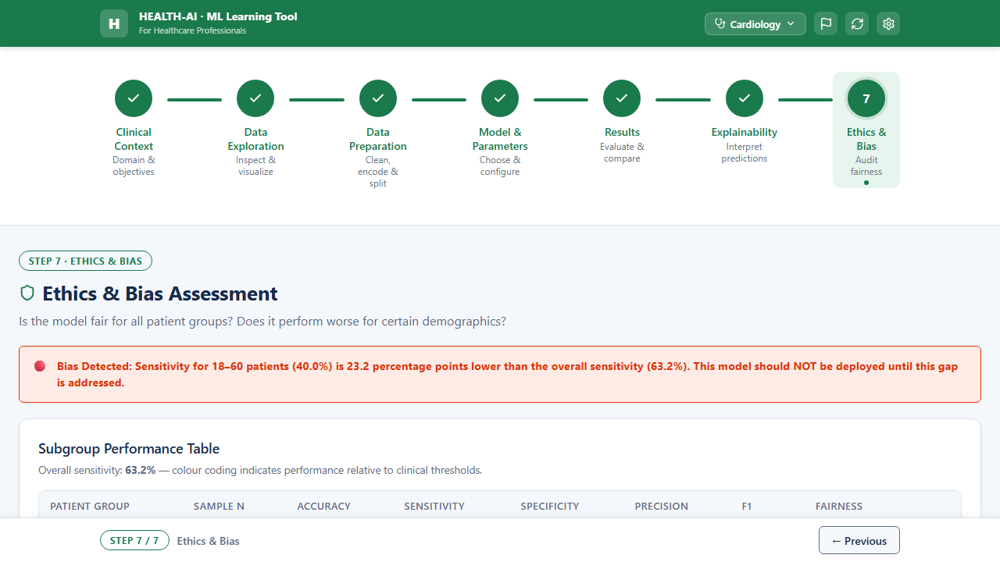 H
HEALTH-AI · ML Learning Tool
For Healthcare Professionals
Cardiology
Clinical
Context
Domain &
objectives
Data
Exploration
Inspect &
visualize
Data
Preparation
Clean,
encode &
split
Model &
Parameters
Choose &
configure
Results
Evaluate &
compare
Explainability
Interpret
predictions
7
Ethics &
Bias
Audit
fairness
STEP 7 · ETHICS & BIAS
Ethics & Bias Assessment
Is the model fair for all patient groups? Does it perform worse for certain demographics?
Bias Detected: Sensitivity for 18–60 patients (40.0%) is 23.2 percentage points lower than the overall sensitivity (63.2%). This model should NOT be deployed until this gap
is addressed.
Subgroup Performance Table
Overall sensitivity: 63.2% — colour coding indicates performance relative to clinical thresholds.
PATIENT GROUP SAMPLE N ACCURACY SENSITIVITY SPECIFICITY PRECISION F1 FAIRNESS
STEP 7 / 7 Ethics & Bias
← Previous